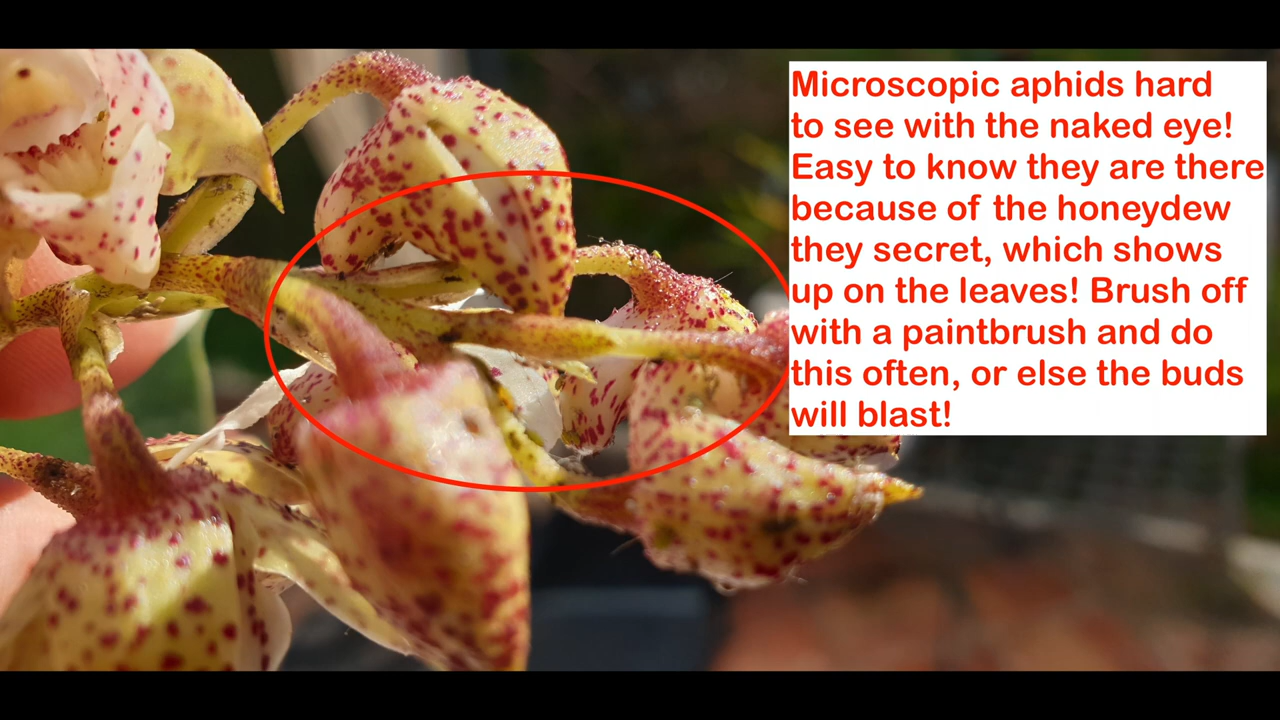 Microscopic aphids hard
to see with the naked eye!
Easy to know they are there
because of the honeydew
they secret, which shows
up on the leaves! Brush off
with a paintbrush and do
this often, or else the buds
will blast!